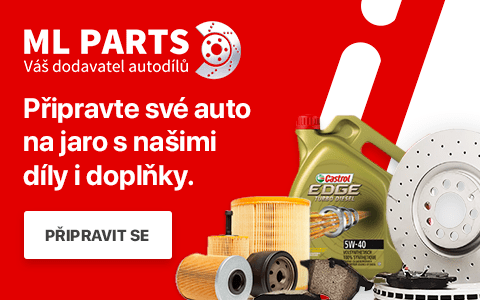 ML PARTS
Váš dodavatel autodílů
Připravte své auto
na jaro s našimi
díly i doplňky.
PŘIPRAVIT SE
Castrol
EDGE
TURBO DIESEL
5W-40